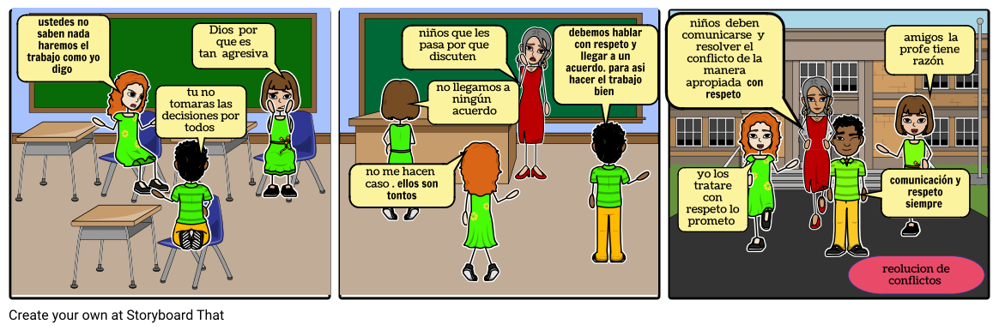 ustedes no
saben nada
haremos el
trabajo como yo
digo
Dios por
que es
tan agresiva
tu no
tomaras las
decisiones por
todos
niños que les
pasa por que
discuten
debemos hablar
con respeto y
llegar a un
acuerdo. para asi
hacer el trabajo
bien
no llegamos a
ningún
acuerdo
no me hacen
caso . ellos son
tontos
niños deben
comunicarse y
resolver el
conflicto de la
manera
apropiada con
respeto
amigos la
profe tiene
razón
yo los
tratare
con
respeto lo
prometo
comunicación y
respeto
siempre
reolucion de
conflictos
Create your own at Storyboard That